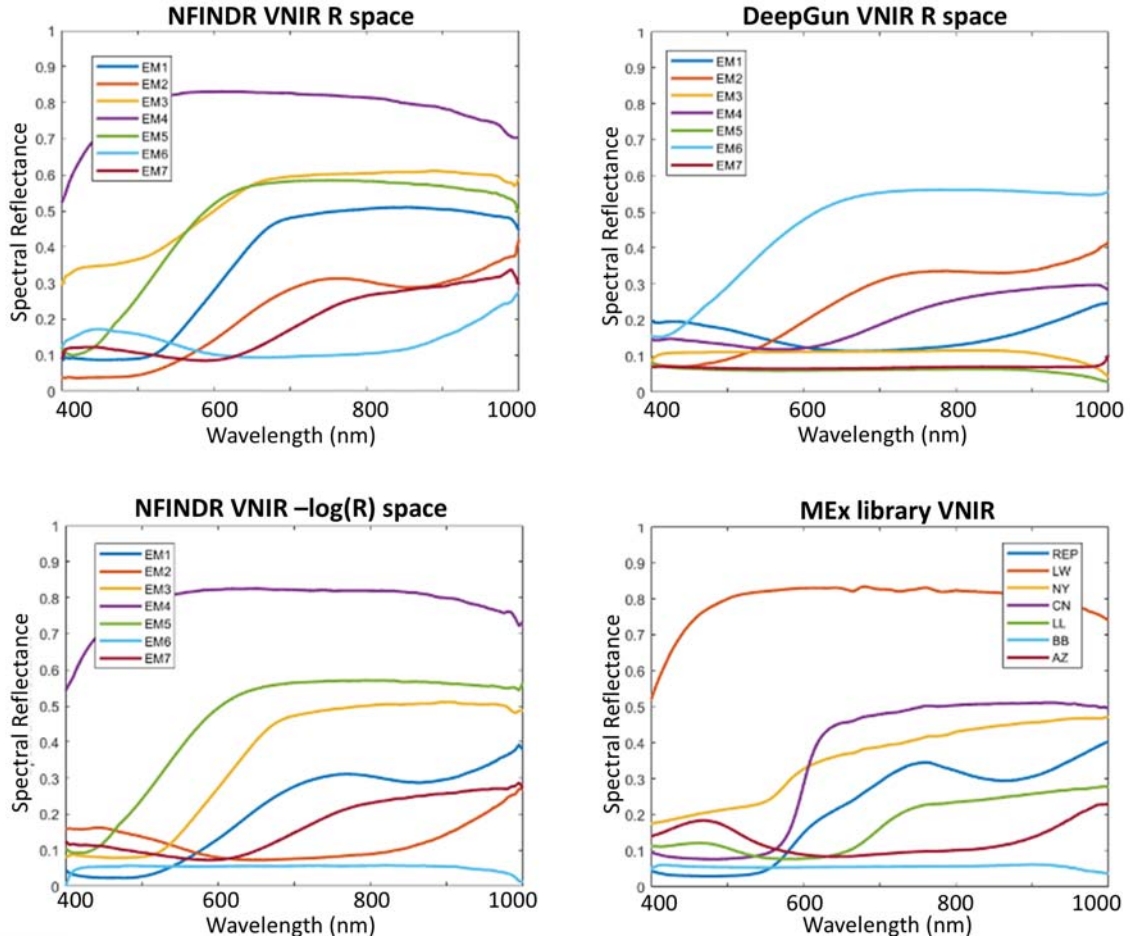 NFINDR VNIR R space
1
0.9
0.8
0.7
0.6
0.5
0.4
0.3
0.2
0.1
0
EM1
EM2
EM3
EM4
EM5
EM6
EM7
Spectral Reflectance
400 600 800 1000
Wavelength (nm)
DeepGun VNIR R space
1
0.9
0.8
0.7
0.6
0.5
0.4
0.3
0.2
0.1
0
EM1
EM2
EM3
EM4
EM5
EM6
EM7
Spectral Reflectance
400 600 800 1000
Wavelength (nm)
NFINDR VNIR –log(R) space
1
0.9
0.8
0.7
0.6
0.5
0.4
0.3
0.2
0.1
0
EM1
EM2
EM3
EM4
EM5
EM6
EM7
Spectral Reflectance
400 600 800 1000
Wavelength (nm)
MEx library VNIR
1
0.9
0.8
0.7
0.6
0.5
0.4
0.3
0.2
0.1
0
REP
LW
NY
CN
LL
BB
AZ
Spectral Reflectance
400 600 800 1000
Wavelength (nm)